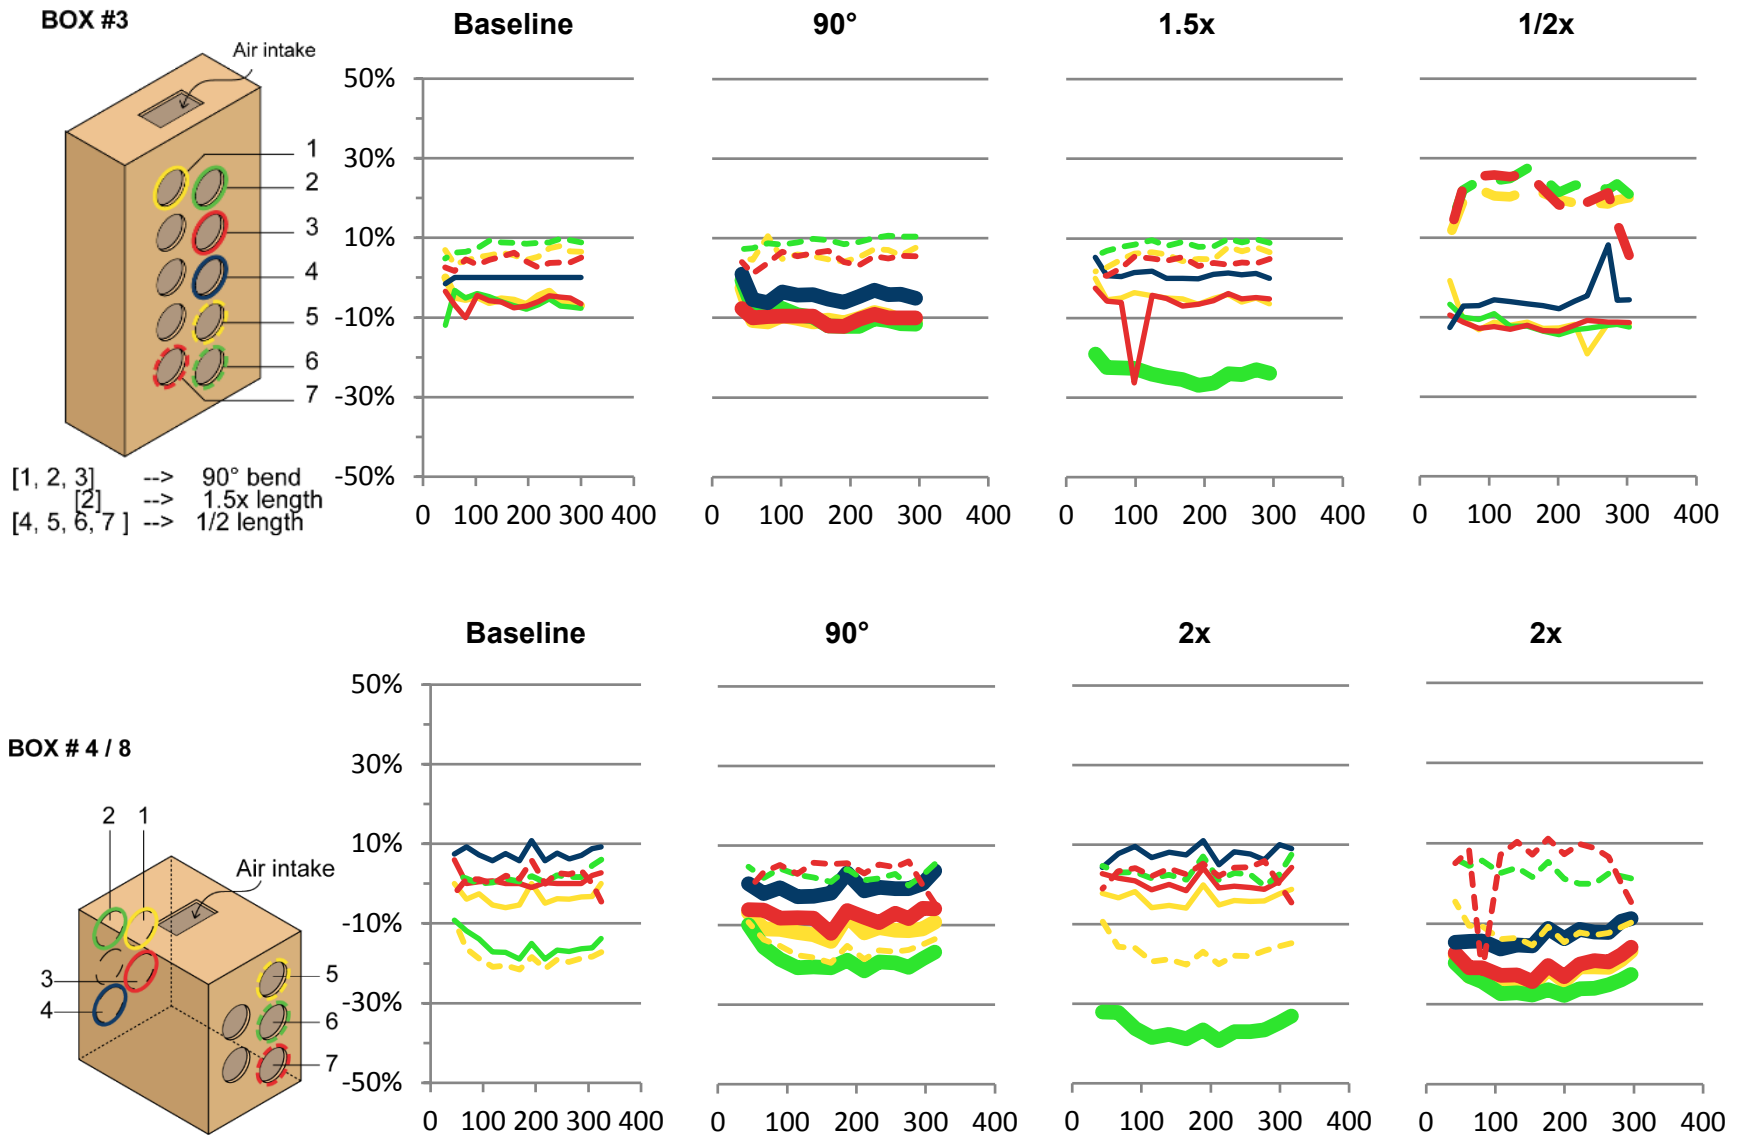 BOX #3
Baseline
90°
1.5x
1/2x
Air intake
1
2
3
4
5
6
7
[1, 2, 3] --> 90° bend
[2] --> 1.5x length
[4, 5, 6, 7 ] --> 1/2 length
50%
30%
10%
-10%
-30%
-50%
0 100 200 300 400
0 100 200 300 400
0 100 200 300 400
0 100 200 300 400
Baseline
90°
2x
2x
BOX # 4 / 8
2 1
Air intake
3
4
5
6
7
50%
30%
10%
-10%
-30%
-50%
0 100 200 300 400
0 100 200 300 400
0 100 200 300 400
0 100 200 300 400